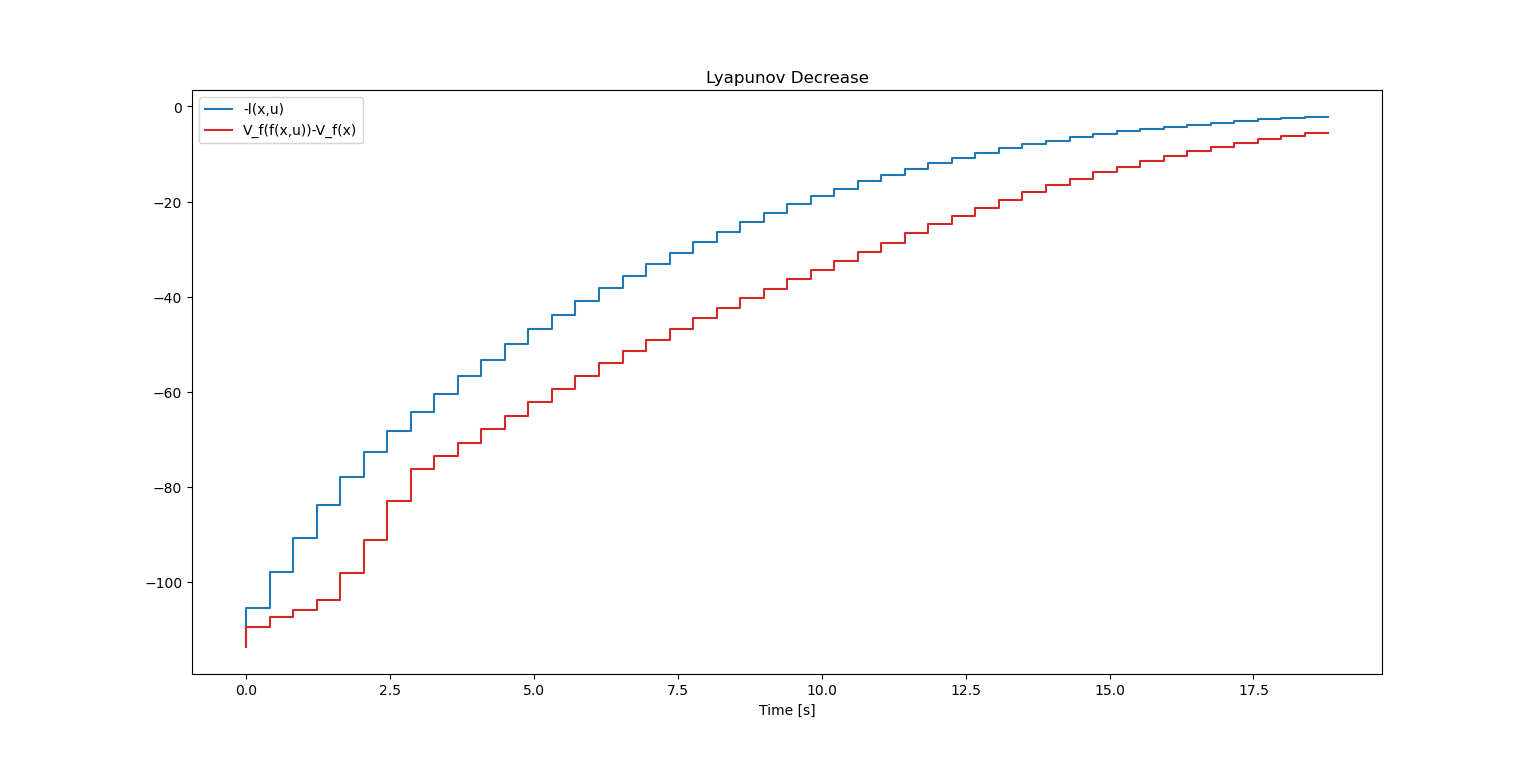 Lyapunov Decrease
-l(x,u)
V_f(f(x,u))-V_f(x)
0
−20
−40
−60
−80
−100
0.0 2.5 5.0 7.5 10.0 12.5 15.0 17.5
Time [s]